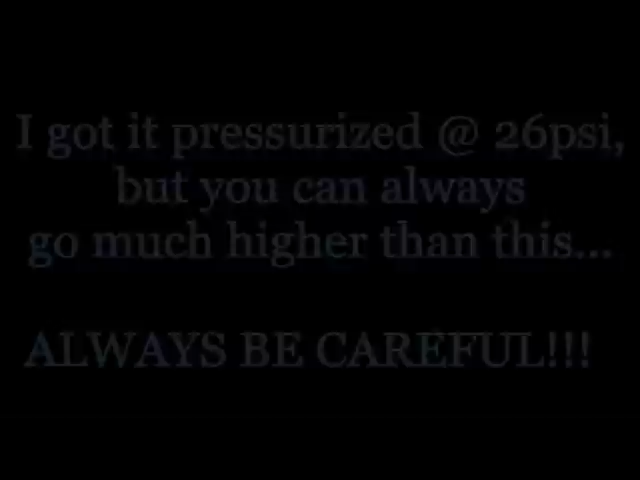 I got it pressurized @ 26psi,
but you can always
go much higher than this...
ALWAYS BE CAREFUL!!!